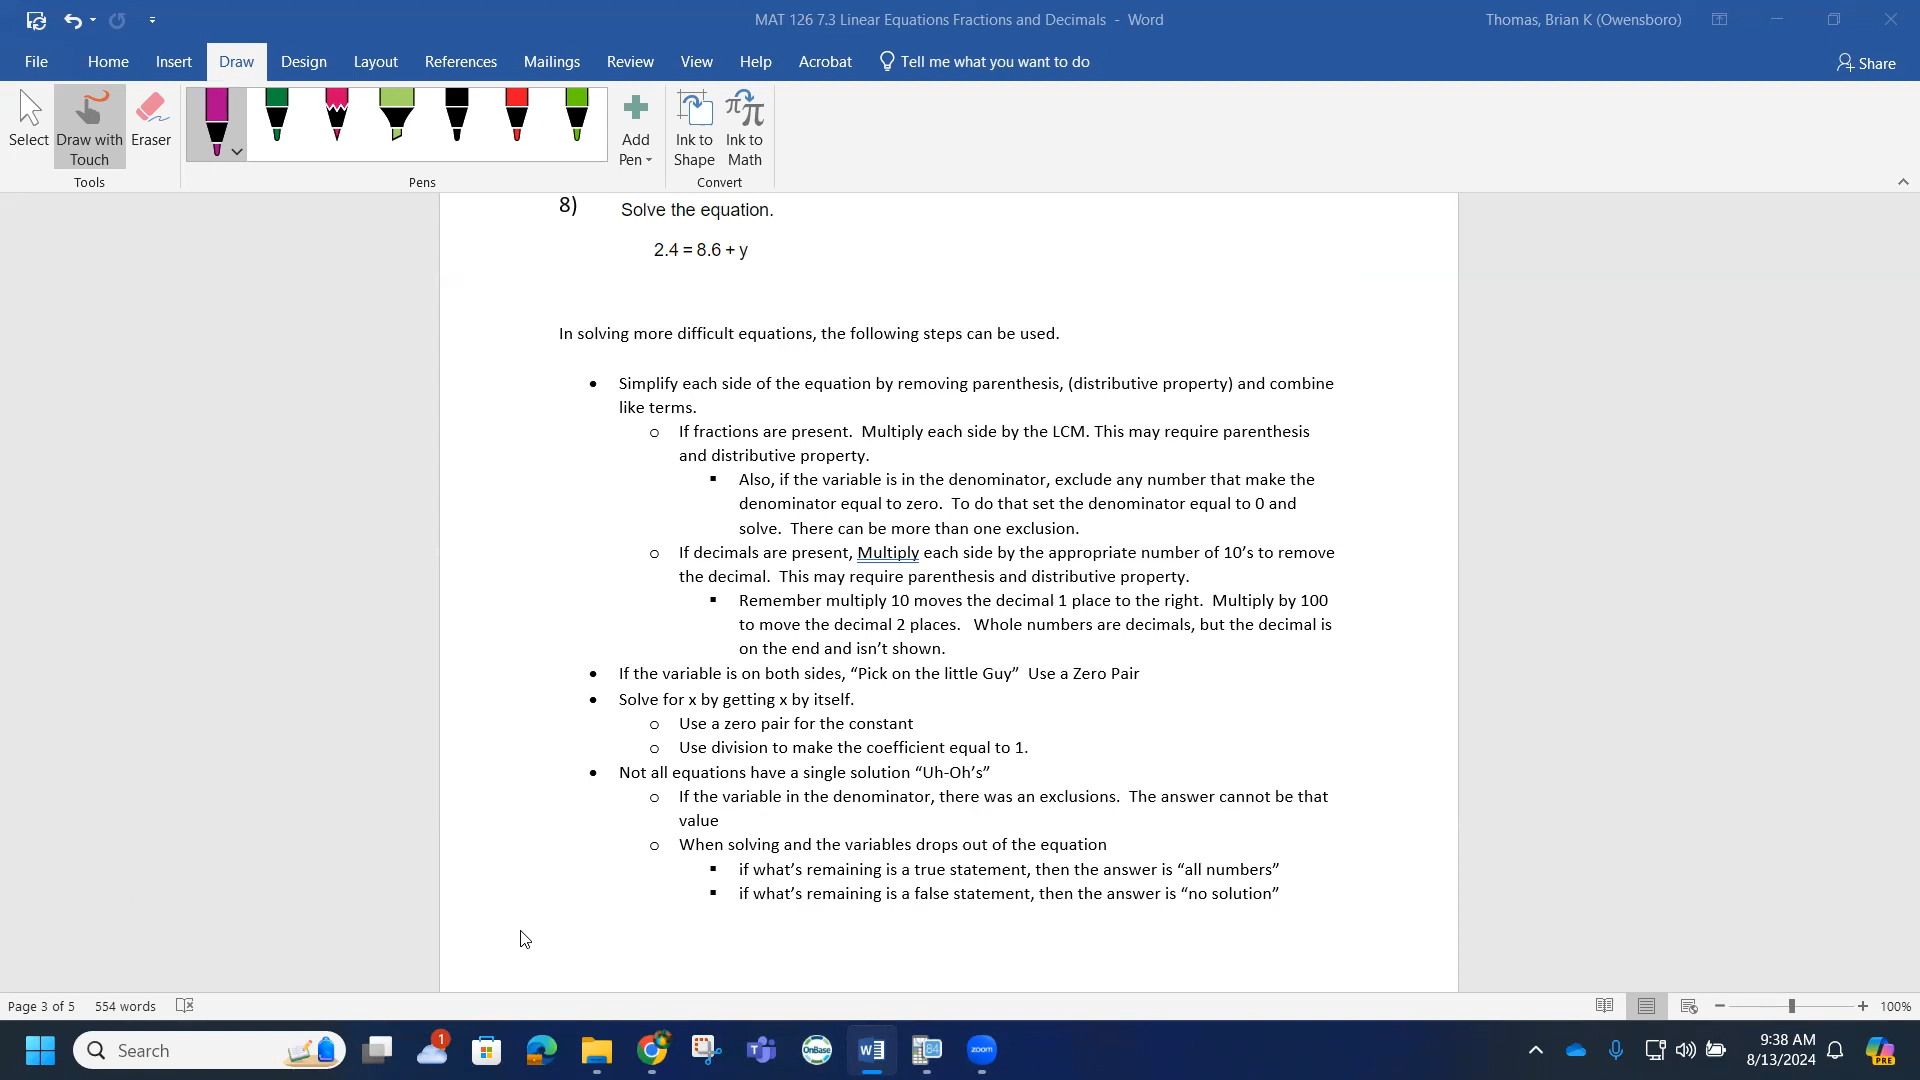 MAT 126 7.3 Linear Equations Fractions and Decimals - Word
Thomas, Brian K (Owensboro)
File Home Insert Draw Design Layout References Mailings Review View Help Acrobat Tell me what you want to do Share
Select
Draw with Touch
Eraser
Add Pen
Ink to Shape
Ink to Math
Tools
Pens
Convert
8) Solve the equation.
2.4 = 8.6 + y
In solving more difficult equations, the following steps can be used.
• Simplify each side of the equation by removing parenthesis, (distributive property) and combine
like terms.
o If fractions are present.  Multiply each side by the LCM. This may require parenthesis
and distributive property.
▪ Also, if the variable is in the denominator, exclude any number that make the
denominator equal to zero.  To do that set the denominator equal to 0 and
solve.  There can be more than one exclusion.
o If decimals are present, Multiply each side by the appropriate number of 10’s to remove
the decimal.  This may require parenthesis and distributive property.
▪ Remember multiply 10 moves the decimal 1 place to the right.  Multiply by 100
to move the decimal 2 places.   Whole numbers are decimals, but the decimal is
on the end and isn’t shown.
• If the variable is on both sides, “Pick on the little Guy”  Use a Zero Pair
• Solve for x by getting x by itself.
o Use a zero pair for the constant
o Use division to make the coefficient equal to 1.
• Not all equations have a single solution “Uh-Oh’s”
o If the variable in the denominator, there was an exclusions.  The answer cannot be that
value
o When solving and the variables drops out of the equation
▪ if what’s remaining is a true statement, then the answer is “all numbers”
▪ if what’s remaining is a false statement, then the answer is “no solution”
Page 3 of 5 554 words
100%
Search
1
OnBase
84
zoom
9:38 AM
8/13/2024
PRE